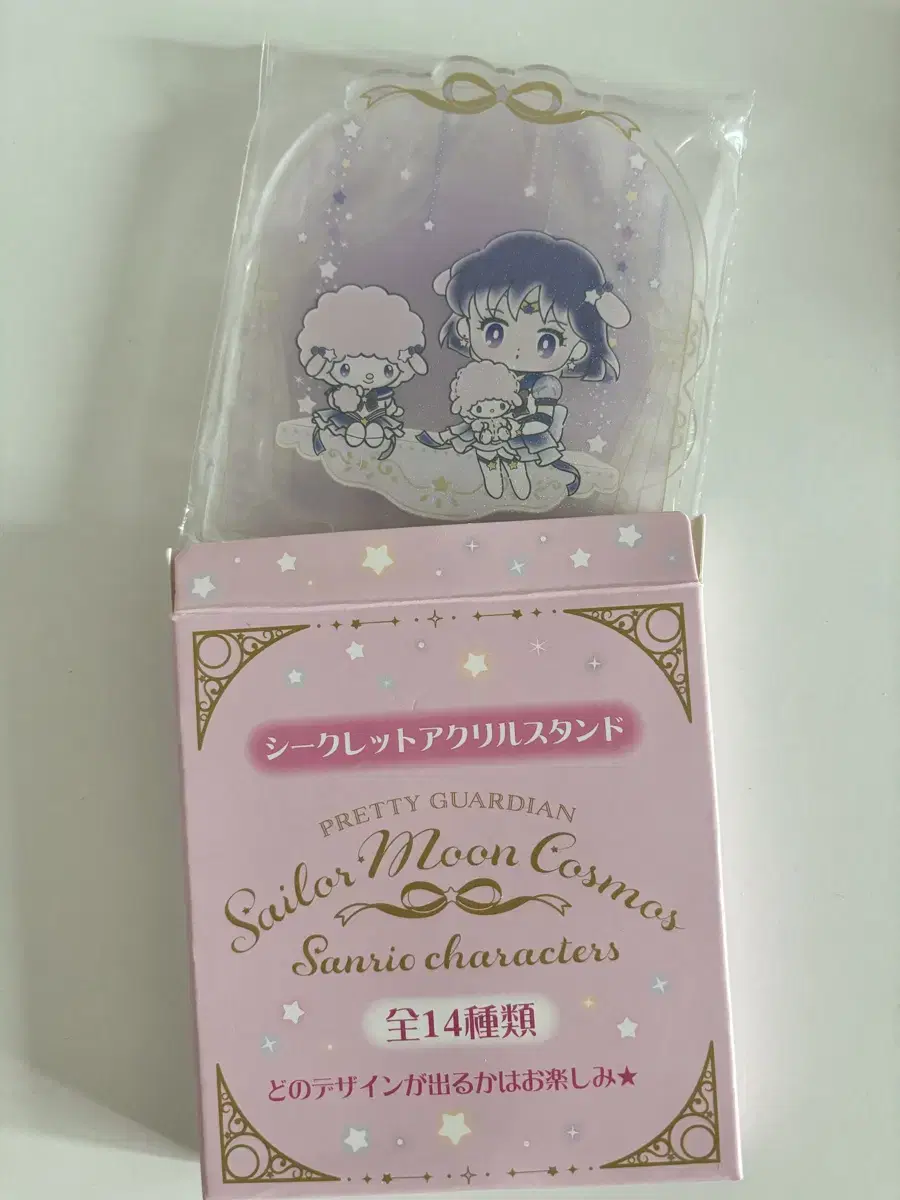 シークレットアクリルスタンド
PRETTY GUARDIAN
Sailor Moon Cosmos
Sanrio characters
全14種類
どのデザインが出るかはお楽しみ★